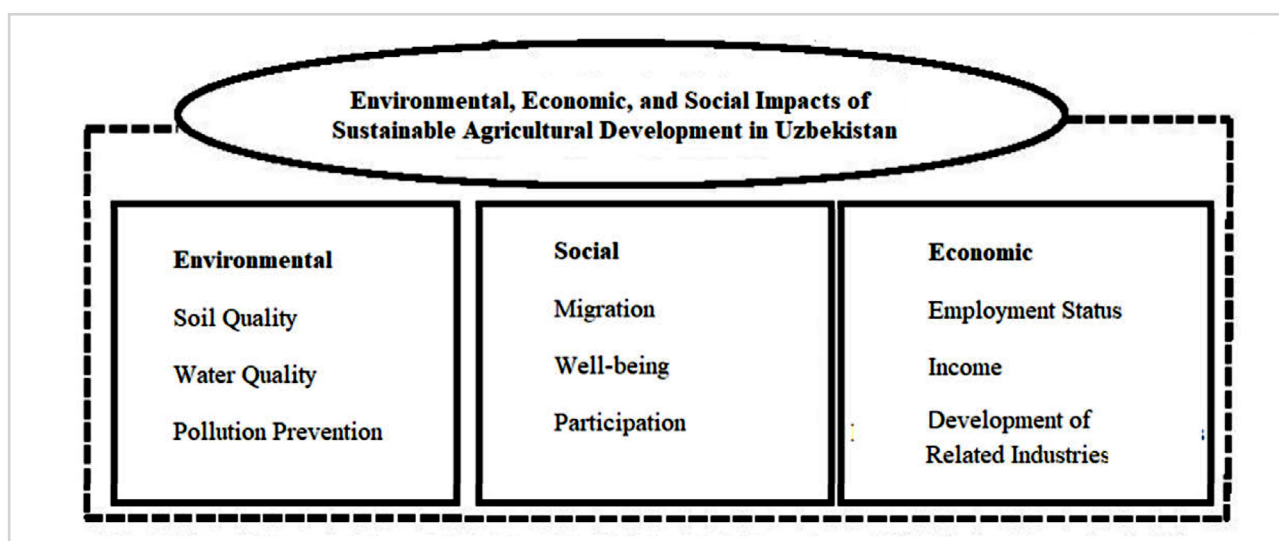 Environmental, Economic, and Social Impacts of
Sustainable Agricultural Development in Uzbekistan
Environmental
Soil Quality
Water Quality
Pollution Prevention
Social
Migration
Well-being
Participation
Economic
Employment Status
Income
Development of
Related Industries